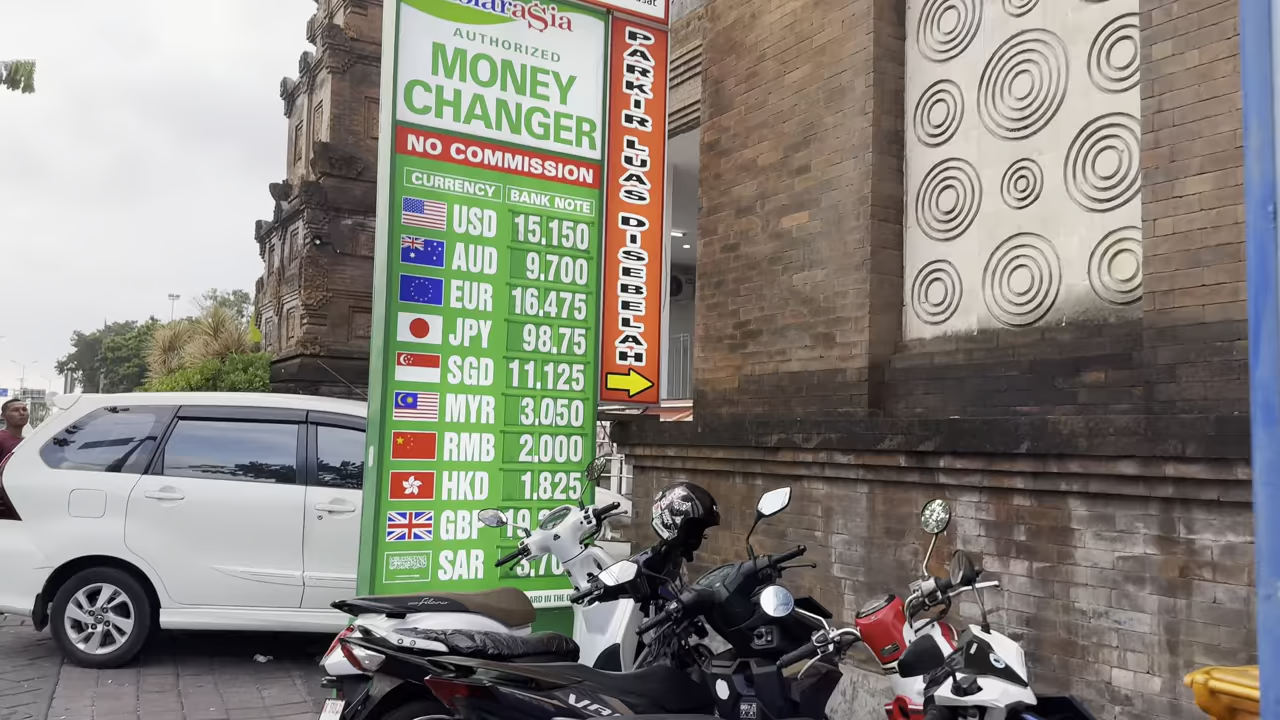 AUTHORIZED
MONEY
CHANGER
NO COMMISSION
CURRENCY BANK NOTE
USD 15.150
AUD 9.700
EUR 16.475
JPY 98.75
SGD 11.125
MYR 3.050
RMB 2.000
HKD 1.825
GBP
SAR
PARKIR LUAS DISEBELAH
Filano